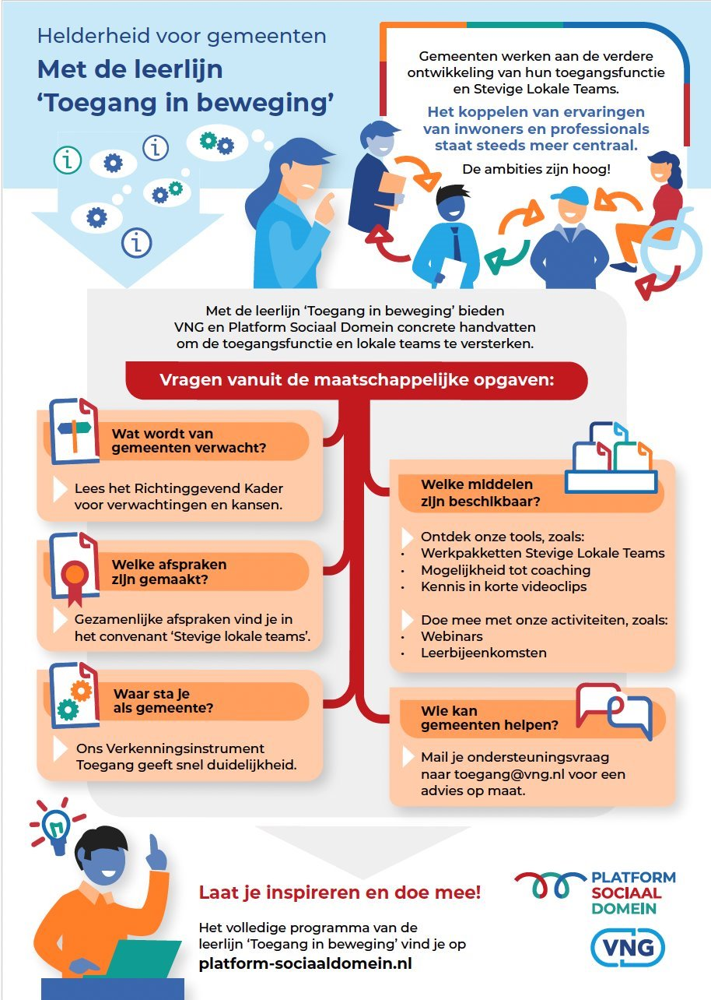 Helderheid voor gemeenten
Met de leerlijn
‘Toegang in beweging’
Gemeenten werken aan de verdere
ontwikkeling van hun toegangsfunctie
en Stevige Lokale Teams.
Het koppelen van ervaringen
van inwoners en professionals
staat steeds meer centraal.
De ambities zijn hoog!
i
i
i
Met de leerlijn ‘Toegang in beweging’ bieden
VNG en Platform Sociaal Domein concrete handvatten
om de toegangsfunctie en lokale teams te versterken.
Vragen vanuit de maatschappelijke opgaven:
Wat wordt van
gemeenten verwacht?
Lees het Richtinggevend Kader
voor verwachtingen en kansen.
Welke afspraken
zijn gemaakt?
Gezamenlijke afspraken vind je in
het convenant ‘Stevige lokale teams’.
Waar sta je
als gemeente?
Ons Verkenningsinstrument
Toegang geeft snel duidelijkheid.
Welke middelen
zijn beschikbaar?
Ontdek onze tools, zoals:
• Werkpakketten Stevige Lokale Teams
• Mogelijkheid tot coaching
• Kennis in korte videoclips
Doe mee met onze activiteiten, zoals:
• Webinars
• Leerbijeenkomsten
Wie kan
gemeenten helpen?
Mail je ondersteuningsvraag
naar toegang@vng.nl voor een
advies op maat.
Laat je inspireren en doe mee!
Het volledige programma van de
leerlijn ‘Toegang in beweging’ vind je op
platform-sociaaldomein.nl
PLATFORM
SOCIAAL
DOMEIN
VNG